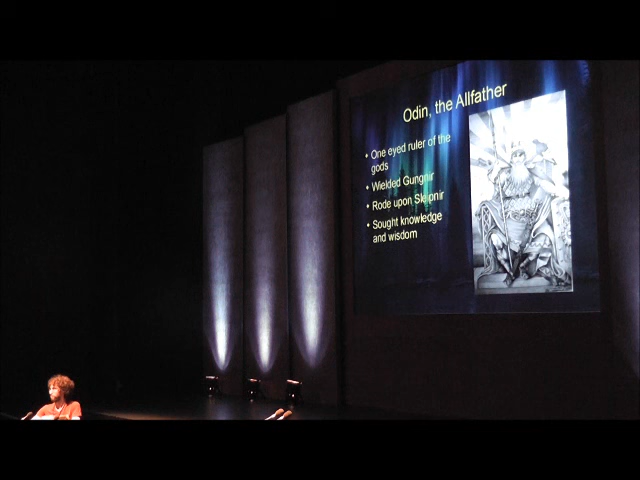 Odin, the Allfather
• One eyed ruler of the
gods
• Wielded Gungnir
• Rode upon Sleipnir
• Sought knowledge
and wisdom